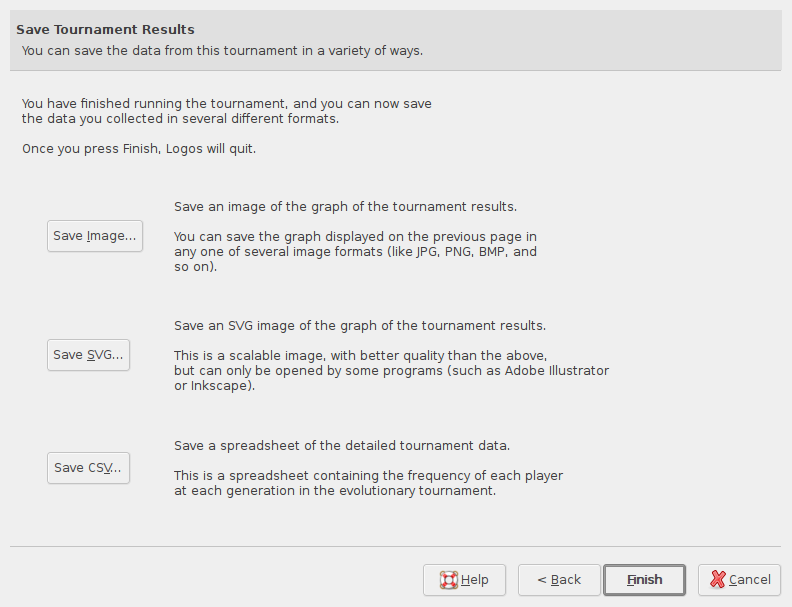 Save Tournament Results
You can save the data from this tournament in a variety of ways.
You have finished running the tournament, and you can now save
the data you collected in several different formats.
Once you press Finish, Logos will quit.
Save an image of the graph of the tournament results.
Save Image...
You can save the graph displayed on the previous page in
any one of several image formats (like JPG, PNG, BMP, and
so on).
Save an SVG image of the graph of the tournament results.
Save SVG...
This is a scalable image, with better quality than the above,
but can only be opened by some programs (such as Adobe Illustrator
or Inkscape).
Save a spreadsheet of the detailed tournament data.
Save CSV...
This is a spreadsheet containing the frequency of each player
at each generation in the evolutionary tournament.
Help < Back Finish Cancel